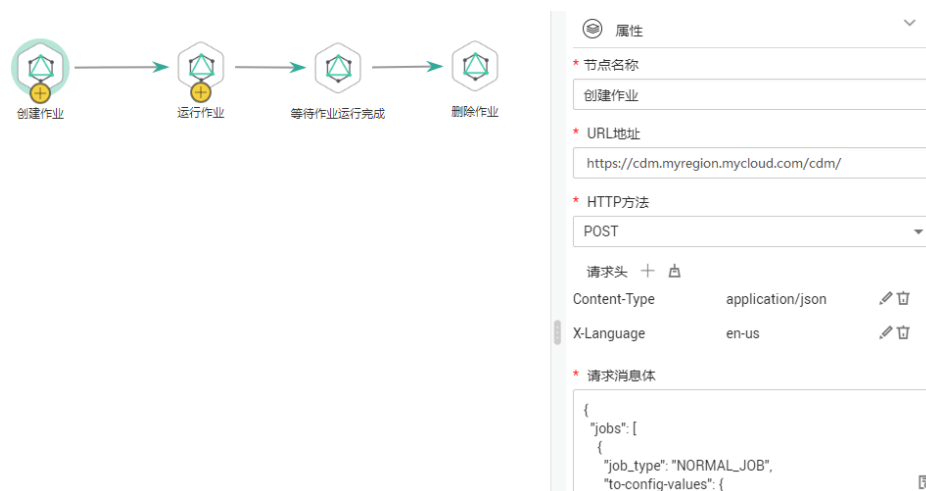 创建作业
运行作业
等待作业运行完成
删除作业
属性
* 节点名称
创建作业
* URL地址
https://cdm.myregion.mycloud.com/cdm/
* HTTP方法
POST
请求头
Content-Type application/json
X-Language en-us
* 请求消息体
{
"jobs": [
{
"job_type": "NORMAL_JOB",
"to-config-values": {